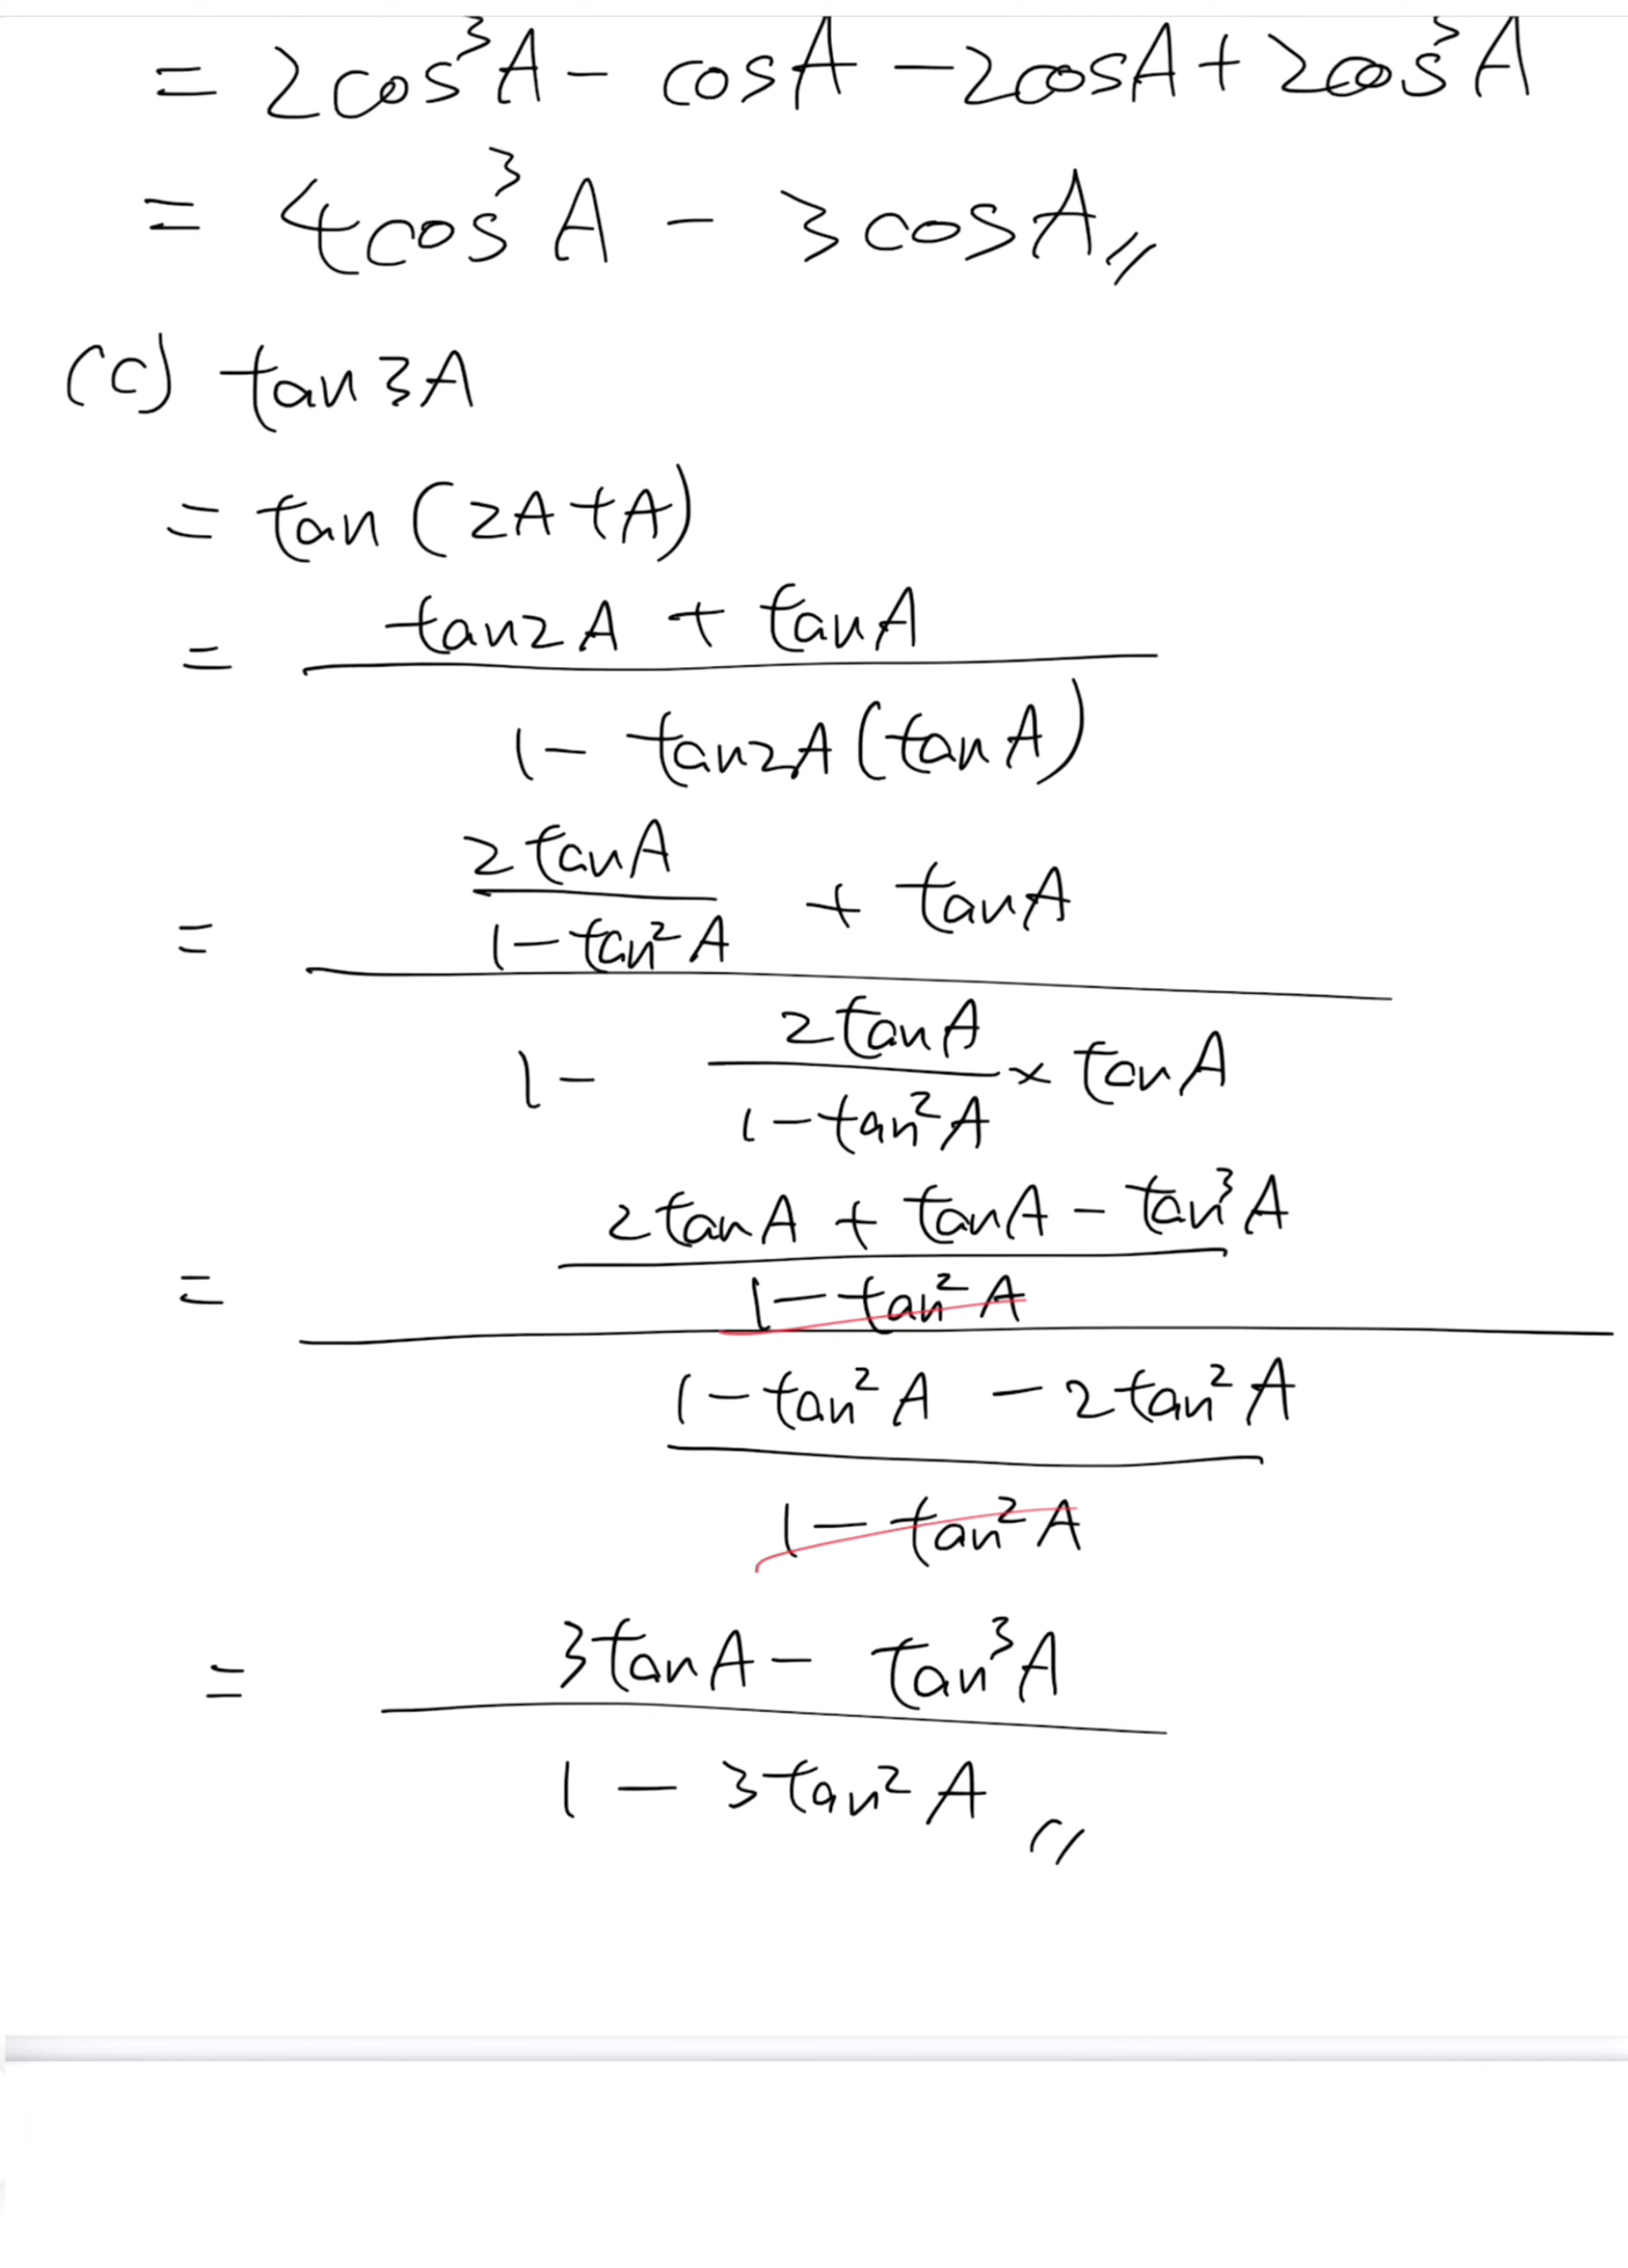 = 2cos³A - cosA - 2cosA + 2cos³A
= 4cos³A - 3cosA //
(c) tan3A
= tan(2A+A)
= tan2A + tanA
1 - tan2A(tanA)
2tanA
1 - tan²A + tanA
=
1 - 2tanA × tanA
1 - tan²A
2tanA + tanA - tan³A
=
1 - tan²A
1 - tan²A - 2tan²A
1 - tan²A
= 3tanA - tan³A
1 - 3tan²A //